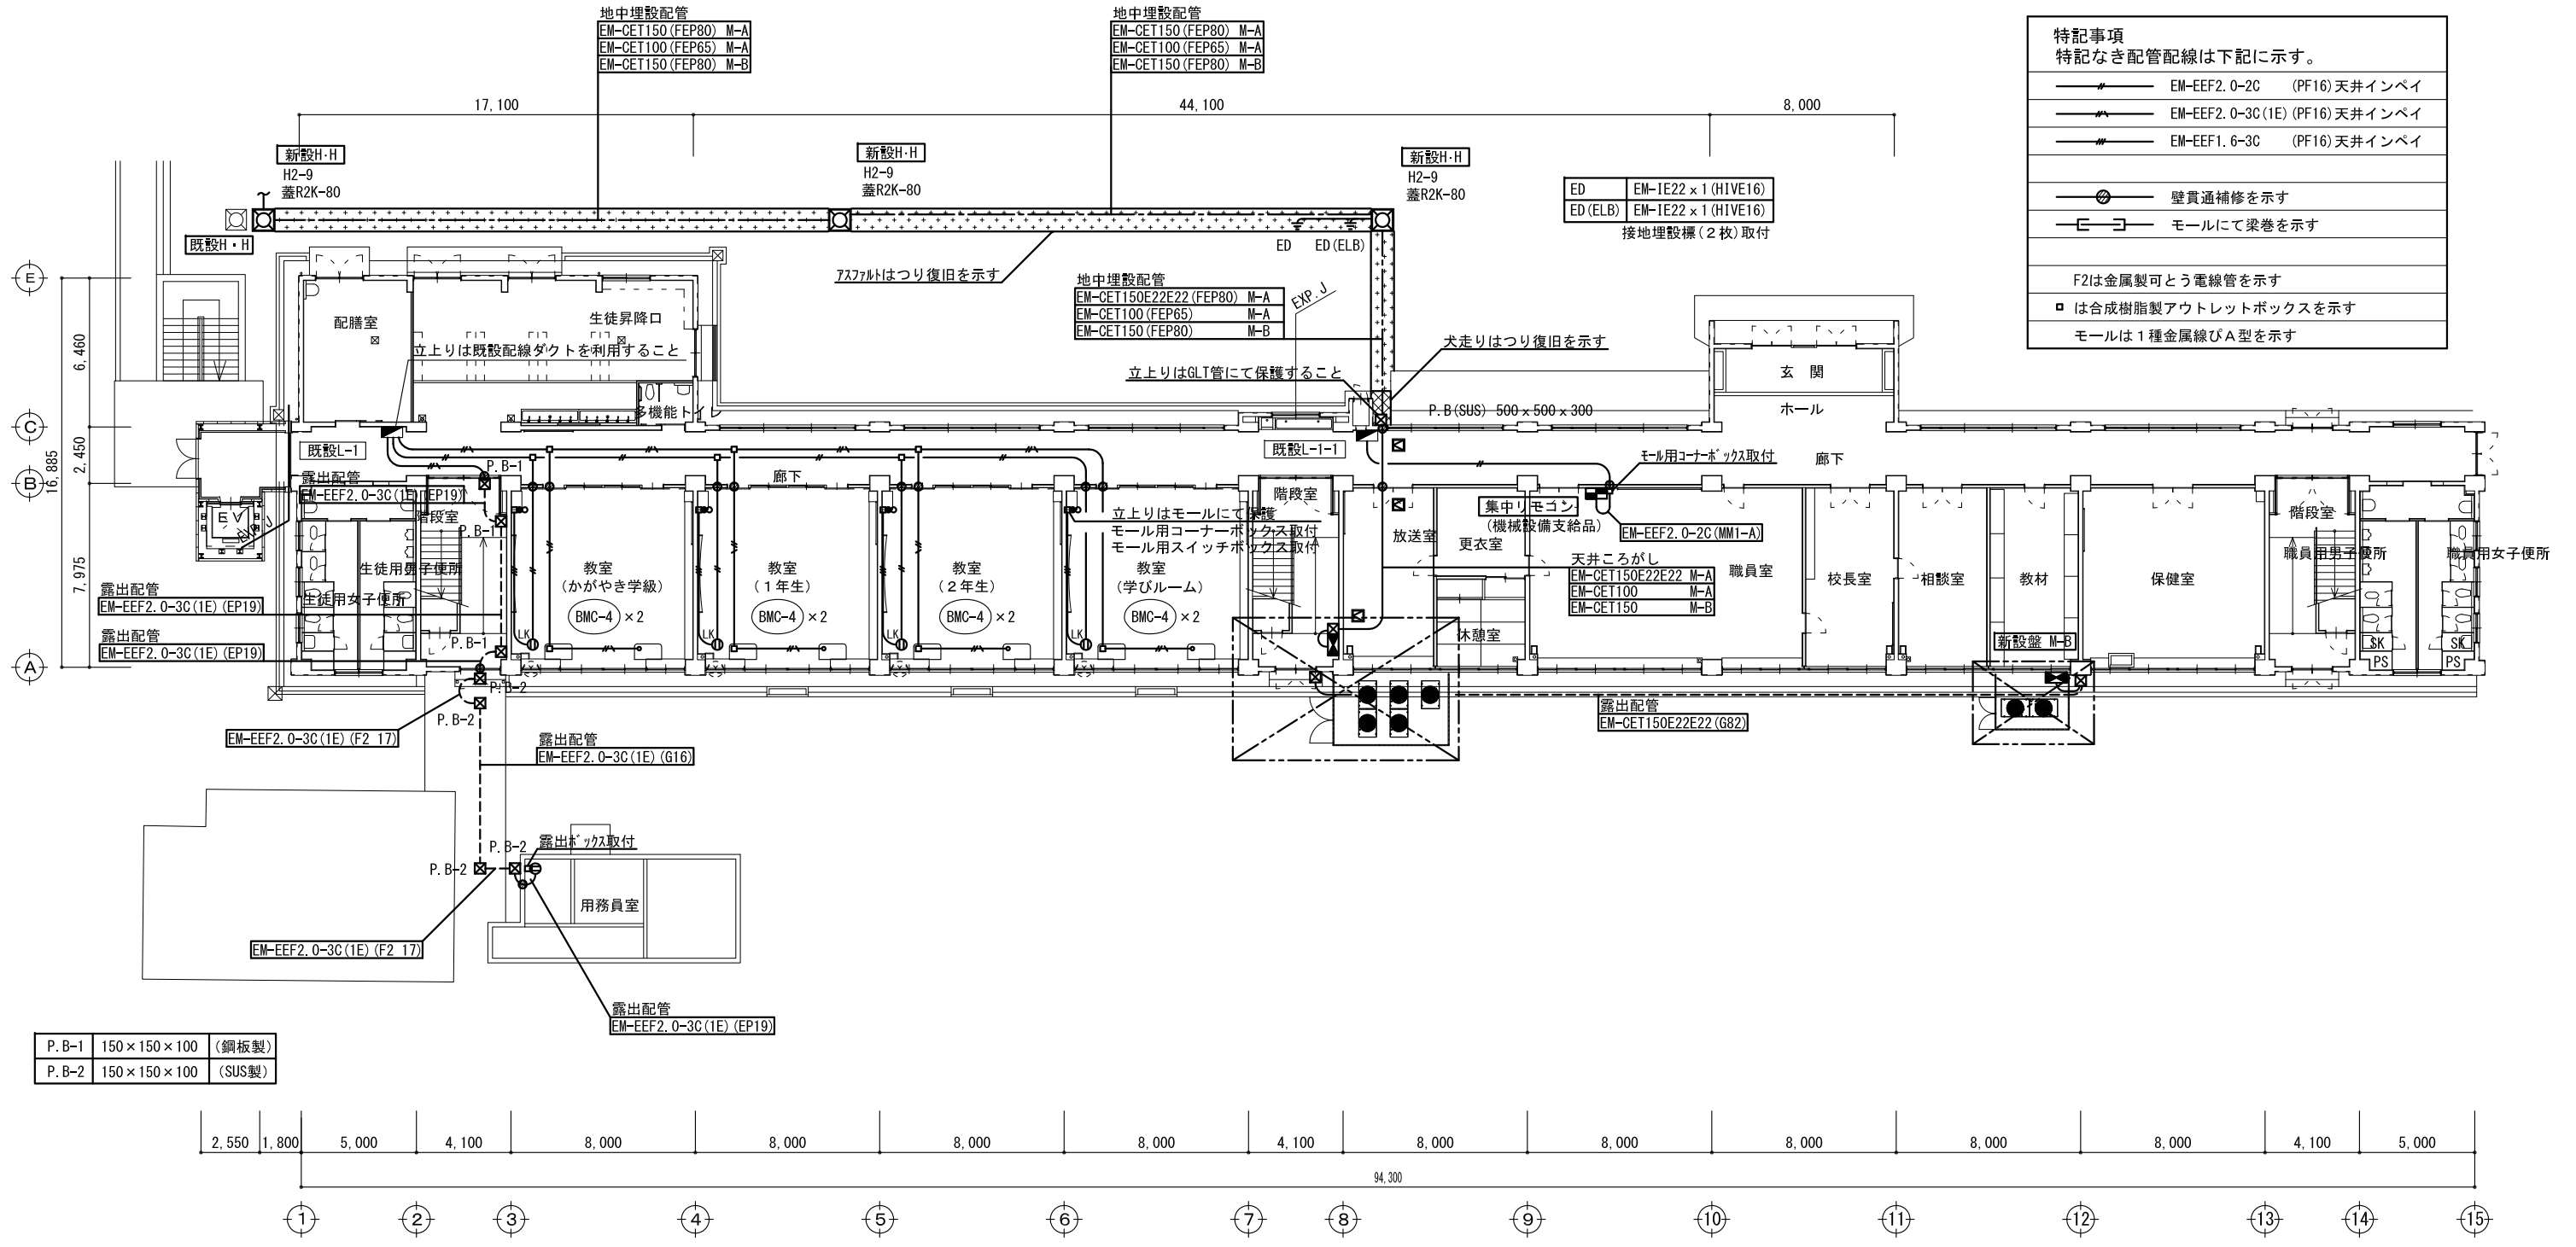 地中埋設配管
EM-CET150(FEP80) M-A
EM-CET100(FEP65) M-A
EM-CET150(FEP80) M-B
地中埋設配管
EM-CET150(FEP80) M-A
EM-CET100(FEP65) M-A
EM-CET150(FEP80) M-B
特記事項
特記なき配管配線は下記に示す。
EM-EEF2.0-2C (PF16)天井インペイ
EM-EEF2.0-3C(1E)(PF16)天井インペイ
EM-EEF1.6-3C (PF16)天井インペイ
壁貫通補修を示す
モールにて梁巻を示す
F2は金属製可とう電線管を示す
は合成樹脂製アウトレットボックスを示す
モールは1種金属線ぴA型を示す
17,100
44,100
8,000
新設H・H
H2-9
蓋R2K-80
新設H・H
H2-9
蓋R2K-80
新設H・H
H2-9
蓋R2K-80
ED EM-IE22x1(HIVE16)
ED(ELB) EM-IE22x1(HIVE16)
接地埋設標(2枚)取付
既設H・H
ED ED(ELB)
アスファルトはつり復旧を示す
地中埋設配管
EM-CET150E22E22(FEP80) M-A
EM-CET100(FEP65) M-A
EM-CET150(FEP80) M-B
EXP.J
E
C
B
A
6,460
2,450
7,975
16,885
配膳室
生徒昇降口
立上りは既設配線ダクトを利用すること
多機能トイレ
犬走りはつり復旧を示す
立上りはGLT管にて保護すること
P.B(SUS) 500x500x300
玄 関
ホール
既設L-1
P.B-1
廊下
既設L-1-1
モール用コーナーボックス取付
廊下
露出配管
EM-EEF2.0-3C(1E)(EP19)
EV
EXP.J
階段室
P.B-1
生徒用男子便所
生徒用女子便所
露出配管
EM-EEF2.0-3C(1E)(EP19)
露出配管
EM-EEF2.0-3C(1E)(EP19)
P.B-1
教室
(かがやき学級)
BMC-4 ×2
LK
教室
(1年生)
BMC-4 ×2
LK
教室
(2年生)
BMC-4 ×2
LK
教室
(学びルーム)
BMC-4 ×2
LK
階段室
立上りはモールにて保護
モール用コーナーボックス取付
モール用スイッチボックス取付
放送室
更衣室
休憩室
集中リモコン
(機械設備支給品)
EM-EEF2.0-2C(MM1-A)
天井ころがし
EM-CET150E22E22 M-A
EM-CET100 M-A
EM-CET150 M-B
職員室
校長室
相談室
教材
保健室
階段室
職員用男子便所
職員用女子便所
新設盤 M-B
SK
PS
SK
PS
P.B-2
P.B-2
EM-EEF2.0-3C(1E)(F2 17)
露出配管
EM-EEF2.0-3C(1E)(G16)
露出配管
EM-CET150E22E22(G82)
P.B-2
P.B-2
露出ボックス取付
用務員室
EM-EEF2.0-3C(1E)(F2 17)
露出配管
EM-EEF2.0-3C(1E)(EP19)
P.B-1 150×150×100 (鋼板製)
P.B-2 150×150×100 (SUS製)
2,550 1,800 5,000 4,100 8,000 8,000 8,000 8,000 4,100 8,000 8,000 8,000 8,000 8,000 4,100 5,000
94,300
1 2 3 4 5 6 7 8 9 10 11 12 13 14 15